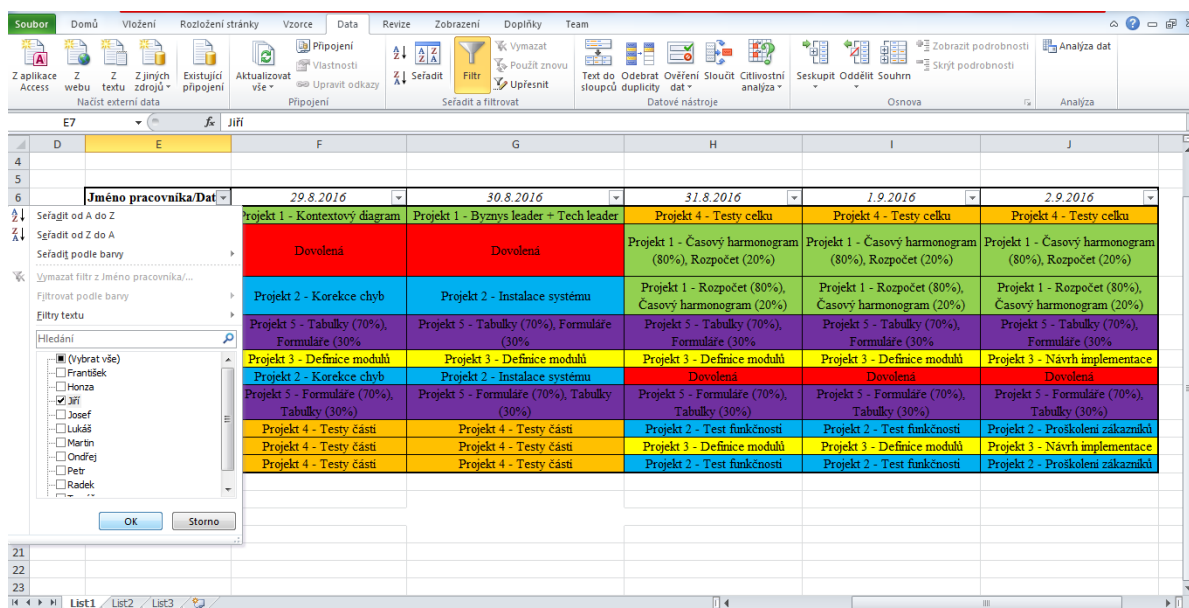 Soubor Domů Vložení Rozložení stránky Vzorce Data Revize Zobrazení Doplňky Team
Z aplikace Access
Z webu
Z textu
Z jiných zdrojů
Existující připojení
Načíst externí data
Aktualizovat vše
Připojení
Vlastnosti
Upravit odkazy
Připojení
Seřadit
Filtr
Vymazat
Použít znovu
Upřesnit
Seřadit a filtrovat
Text do sloupců
Odebrat duplicity
Ověření dat
Sloučit
Citlivostní analýza
Datové nástroje
Seskupit
Oddělit
Souhrn
Zobrazit podrobnosti
Skrýt podrobnosti
Osnova
Analýza dat
Analýza
E7 fx Jiří
D E F G H I J
4
5
6 Jméno pracovníka/Dat 29.8.2016 30.8.2016 31.8.2016 1.9.2016 2.9.2016
Seřadit od A do Z
Seřadit od Z do A
Seřadit podle barvy
Vymazat filtr z Jméno pracovníka/...
Filtrovat podle barvy
Filtry textu
Hledání
(Vybrat vše)
František
Honza
Jiří
Josef
Lukáš
Martin
Ondřej
Petr
Radek
OK Storno
Projekt 1 - Kontextový diagram Projekt 1 - Byznys leader + Tech leader Projekt 4 - Testy celku Projekt 4 - Testy celku Projekt 4 - Testy celku
Dovolená Dovolená Projekt 1 - Časový harmonogram Projekt 1 - Časový harmonogram Projekt 1 - Časový harmonogram
(80%), Rozpočet (20%) (80%), Rozpočet (20%) (80%), Rozpočet (20%)
Projekt 2 - Korekce chyb Projekt 2 - Instalace systému Projekt 1 - Rozpočet (80%), Projekt 1 - Rozpočet (80%), Projekt 1 - Rozpočet (80%),
Časový harmonogram (20%) Časový harmonogram (20%) Časový harmonogram (20%)
Projekt 5 - Tabulky (70%), Projekt 5 - Tabulky (70%), Formuláře Projekt 5 - Tabulky (70%), Projekt 5 - Tabulky (70%), Projekt 5 - Tabulky (70%),
Formuláře (30% (30% Formuláře (30% Formuláře (30% Formuláře (30%
Projekt 3 - Definice modulů Projekt 3 - Definice modulů Projekt 3 - Definice modulů Projekt 3 - Definice modulů Projekt 3 - Návrh implementace
Projekt 2 - Korekce chyb Projekt 2 - Instalace systému Dovolená Dovolená Dovolená
Projekt 5 - Formuláře (70%), Projekt 5 - Formuláře (70%), Tabulky Projekt 5 - Formuláře (70%), Projekt 5 - Formuláře (70%), Projekt 5 - Formuláře (70%),
Tabulky (30%) (30%) Tabulky (30%) Tabulky (30%) Tabulky (30%)
Projekt 4 - Testy části Projekt 4 - Testy části Projekt 2 - Test funkčnosti Projekt 2 - Test funkčnosti Projekt 2 - Proškolení zákazníků
Projekt 4 - Testy části Projekt 4 - Testy části Projekt 3 - Definice modulů Projekt 3 - Definice modulů Projekt 3 - Návrh implementace
Projekt 4 - Testy části Projekt 4 - Testy části Projekt 2 - Test funkčnosti Projekt 2 - Test funkčnosti Projekt 2 - Proškolení zákazníků
21
22
23
List1 List2 List3